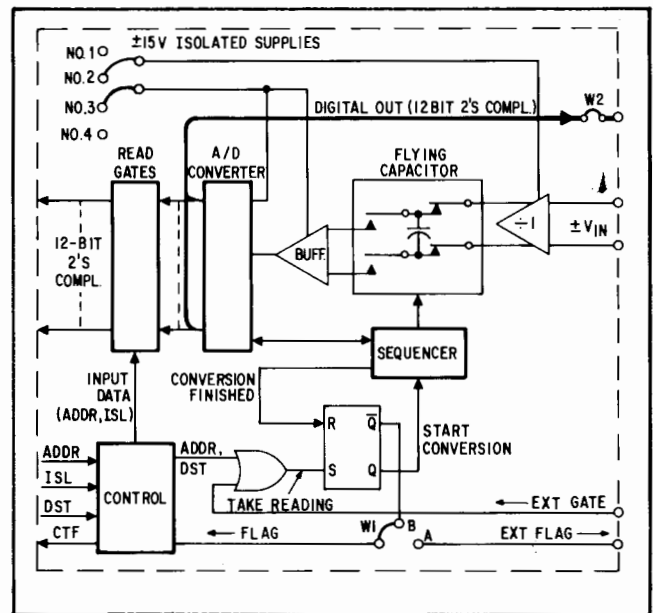 ±15V ISOLATED SUPPLIES
NO.1
NO.2
NO.3
NO.4
DIGITAL OUT (12BIT 2'S COMPL.)
W2
READ GATES
A/D CONVERTER
FLYING CAPACITOR
÷1
±VIN
BUFF.
12-BIT 2'S COMPL.
SEQUENCER
INPUT DATA (ADDR,ISL)
CONVERSION FINISHED
R
Q̅
S
Q
START CONVERSION
ADDR
ISL
DST
CTF
CONTROL
ADDR, DST
TAKE READING
← EXT GATE
W1
B
A
← FLAG
EXT FLAG →